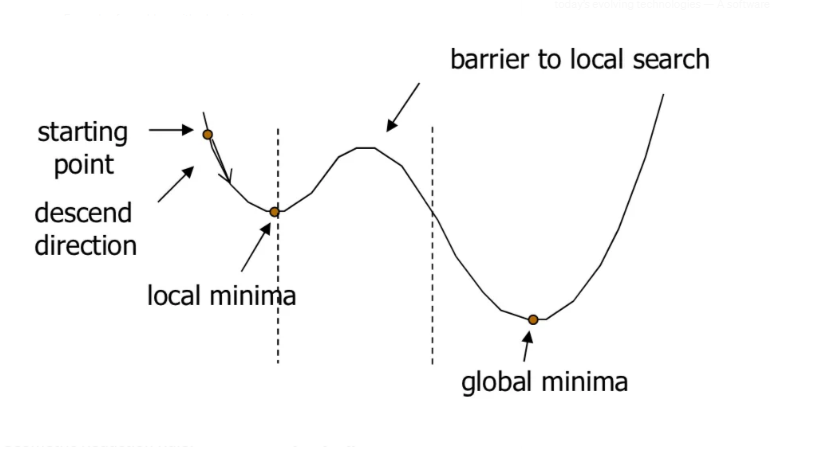 barrier to local search
starting
point
descend
direction
local minima
global minima